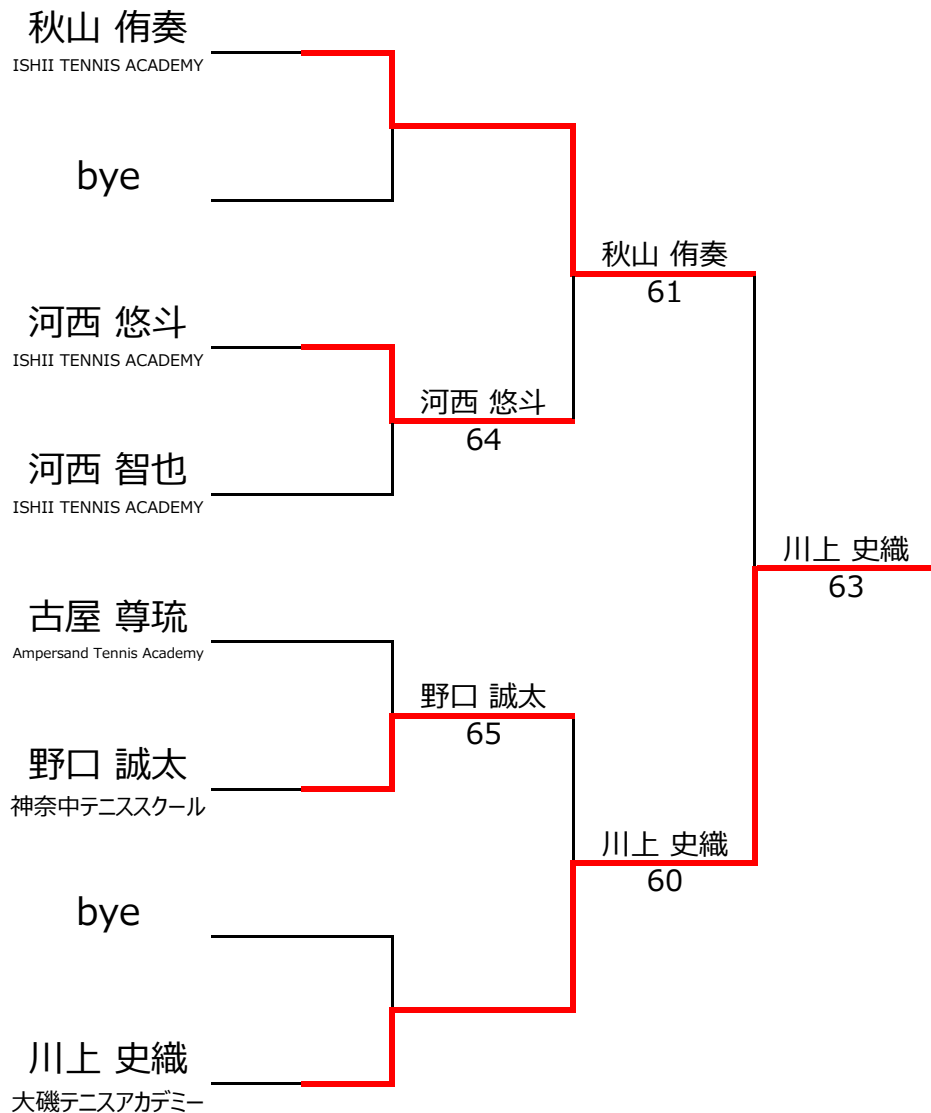 秋山 侑奏
ISHII TENNIS ACADEMY
bye
秋山 侑奏
61
河西 悠斗
ISHII TENNIS ACADEMY
河西 悠斗
64
河西 智也
ISHII TENNIS ACADEMY
川上 史織
63
古屋 尊琉
Ampersand Tennis Academy
野口 誠太
65
野口 誠太
神奈中テニススクール
川上 史織
60
bye
川上 史織
大磯テニスアカデミー